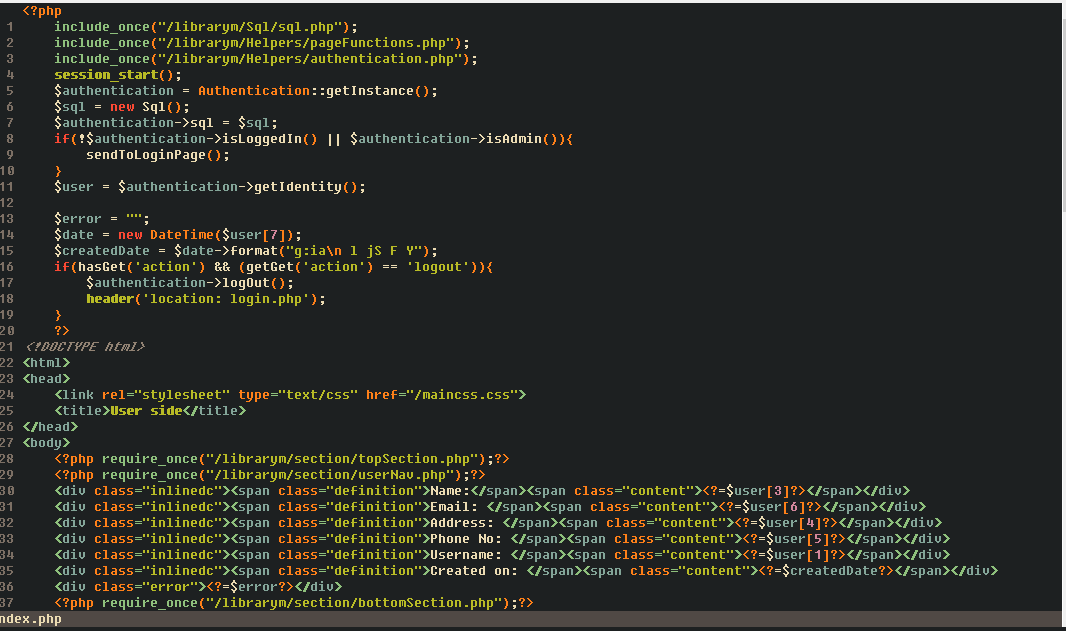 <?php
1 include_once("/librarym/Sql/sql.php");
2 include_once("/librarym/Helpers/pageFunctions.php");
3 include_once("/librarym/Helpers/authentication.php");
4 session_start();
5 $authentication = Authentication::getInstance();
6 $sql = new Sql();
7 $authentication->sql = $sql;
8 if(!$authentication->isLoggedIn() || $authentication->isAdmin()){
9 sendToLoginPage();
10 }
11 $user = $authentication->getIdentity();
12
13 $error = "";
14 $date = new DateTime($user[7]);
15 $createdDate = $date->format("g:ia\n l jS F Y");
16 if(hasGet('action') && (getGet('action') == 'logout')){
17 $authentication->logOut();
18 header('location: login.php');
19 }
20 ?>
21 <!DOCTYPE html>
22 <html>
23 <head>
24 <link rel="stylesheet" type="text/css" href="/maincss.css">
25 <title>User side</title>
26 </head>
27 <body>
28 <?php require_once("/librarym/section/topSection.php");?>
29 <?php require_once("/librarym/section/userNav.php");?>
30 <div class="inlinedc"><span class="definition">Name:</span><span class="content"><?=$user[3]?></span></div>
31 <div class="inlinedc"><span class="definition">Email: </span><span class="content"><?=$user[6]?></span></div>
32 <div class="inlinedc"><span class="definition">Address: </span><span class="content"><?=$user[4]?></span></div>
33 <div class="inlinedc"><span class="definition">Phone No: </span><span class="content"><?=$user[5]?></span></div>
34 <div class="inlinedc"><span class="definition">Username: </span><span class="content"><?=$user[1]?></span></div>
35 <div class="inlinedc"><span class="definition">Created on: </span><span class="content"><?=$createdDate?></span></div>
36 <div class="error"><?=$error?></div>
37 <?php require_once("/librarym/section/bottomSection.php");?>
ndex.php